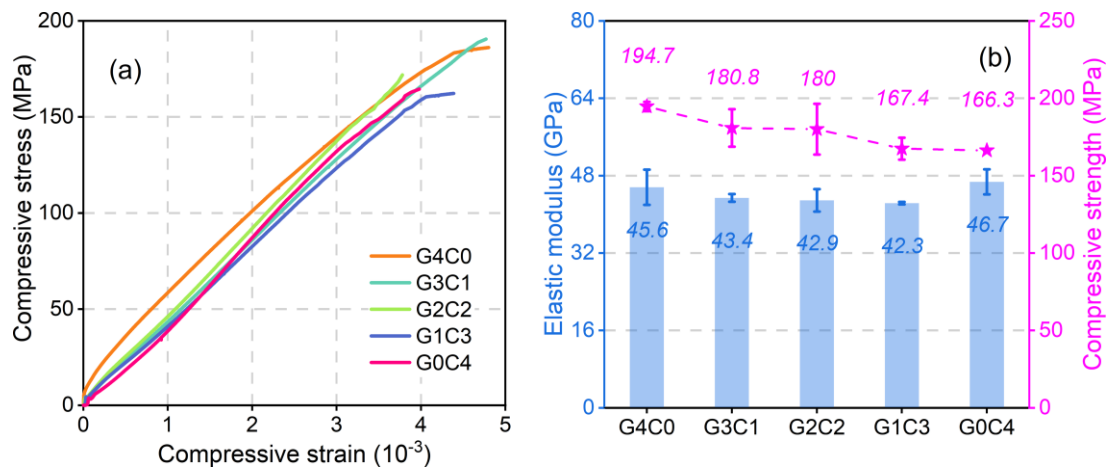 (a)
Compressive stress (MPa)
200
150
100
50
0
0 1 2 3 4 5
Compressive strain (10⁻³)
G4C0
G3C1
G2C2
G1C3
G0C4
(b)
Elastic modulus (GPa)
80
64
48
32
16
0
194.7 180.8 180 167.4 166.3
45.6 43.4 42.9 42.3 46.7
G4C0 G3C1 G2C2 G1C3 G0C4
250
200
150
100
50
0
Compressive strength (MPa)